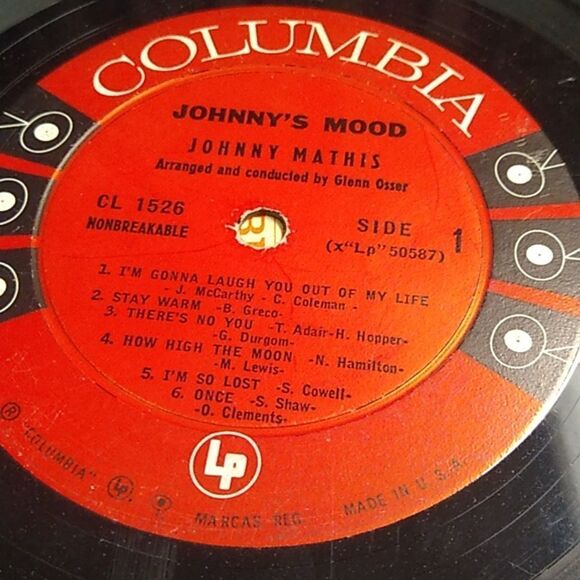 COLUMBIA
JOHNNY'S MOOD
JOHNNY MATHIS
Arranged and conducted by Glenn Osser
CL 1526
NONBREAKABLE
SIDE 1
(x"Lp"50587)
1. I'M GONNA LAUGH YOU OUT OF MY LIFE
-J. McCarthy - C. Coleman-
2. STAY WARM -B. Greco-
3. THERE'S NO YOU -T. Adair-H. Hopper-
G. Durgom-
4. HOW HIGH THE MOON -N. Hamilton-
M. Lewis-
5. I'M SO LOST -S. Cowell-
6. ONCE -S. Shaw-
O. Clements-
LP
® "COLUMBIA" MARCAS REG. MADE IN U.S.A.